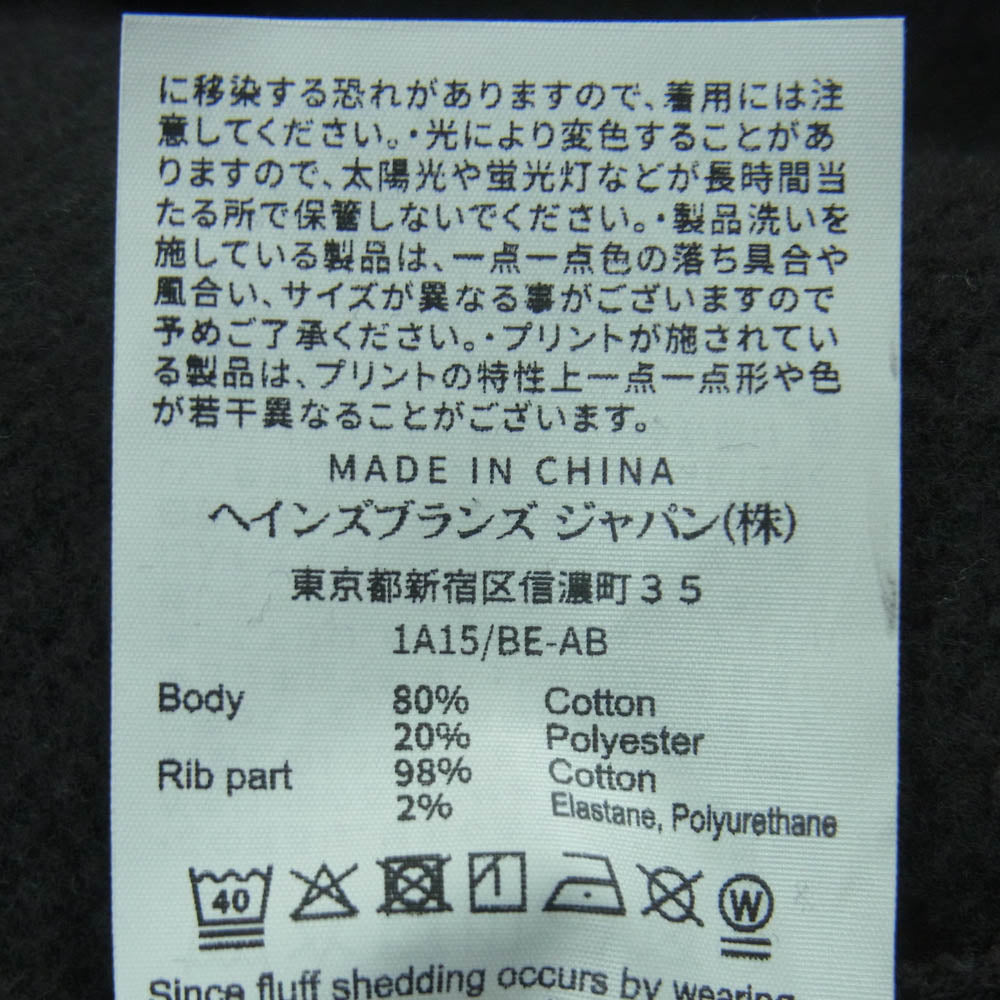 に移染する恐れがありますので、着用には注
意してください。・光により変色することがあ
りますので、太陽光や蛍光灯などが長時間当
たる所で保管しないでください。・製品洗いを
施している製品は、一点一点色の落ち具合や
風合い、サイズが異なる事がございますので
予めご了承ください。・プリントが施されてい
る製品は、プリントの特性上一点一点形や色
が若干異なることがございます。
MADE IN CHINA
ヘインズブランズ ジャパン(株)
東京都新宿区信濃町３５
1A15/BE-AB
Body 80% Cotton
20% Polyester
Rib part 98% Cotton
2% Elastane, Polyurethane
40 W
Since fluff shedding occurs by wearing